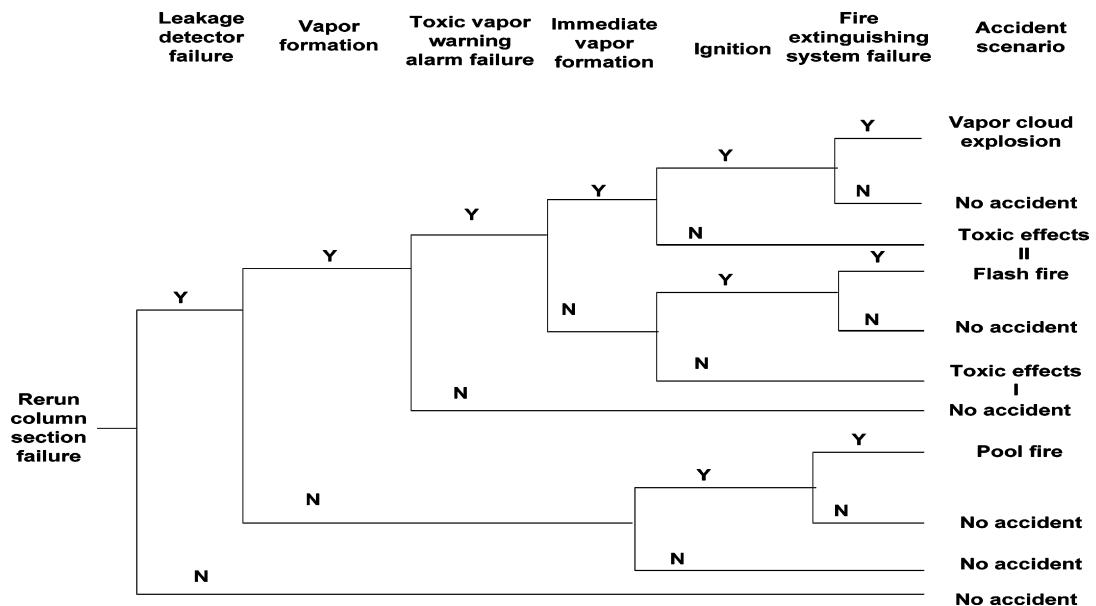 Leakage
detector
failure
Vapor
formation
Toxic vapor
warning
alarm failure
Immediate
vapor
formation
Ignition
Fire
extinguishing
system failure
Accident
scenario
Y
Vapor cloud
explosion
Y
Y
N
No accident
Y
N
Toxic effects
II
Y
Y
Flash fire
Y
Y
N
N
No accident
N
Toxic effects
I
N
No accident
Rerun
column
section
failure
Y
Pool fire
Y
N
N
No accident
N
No accident
N
No accident